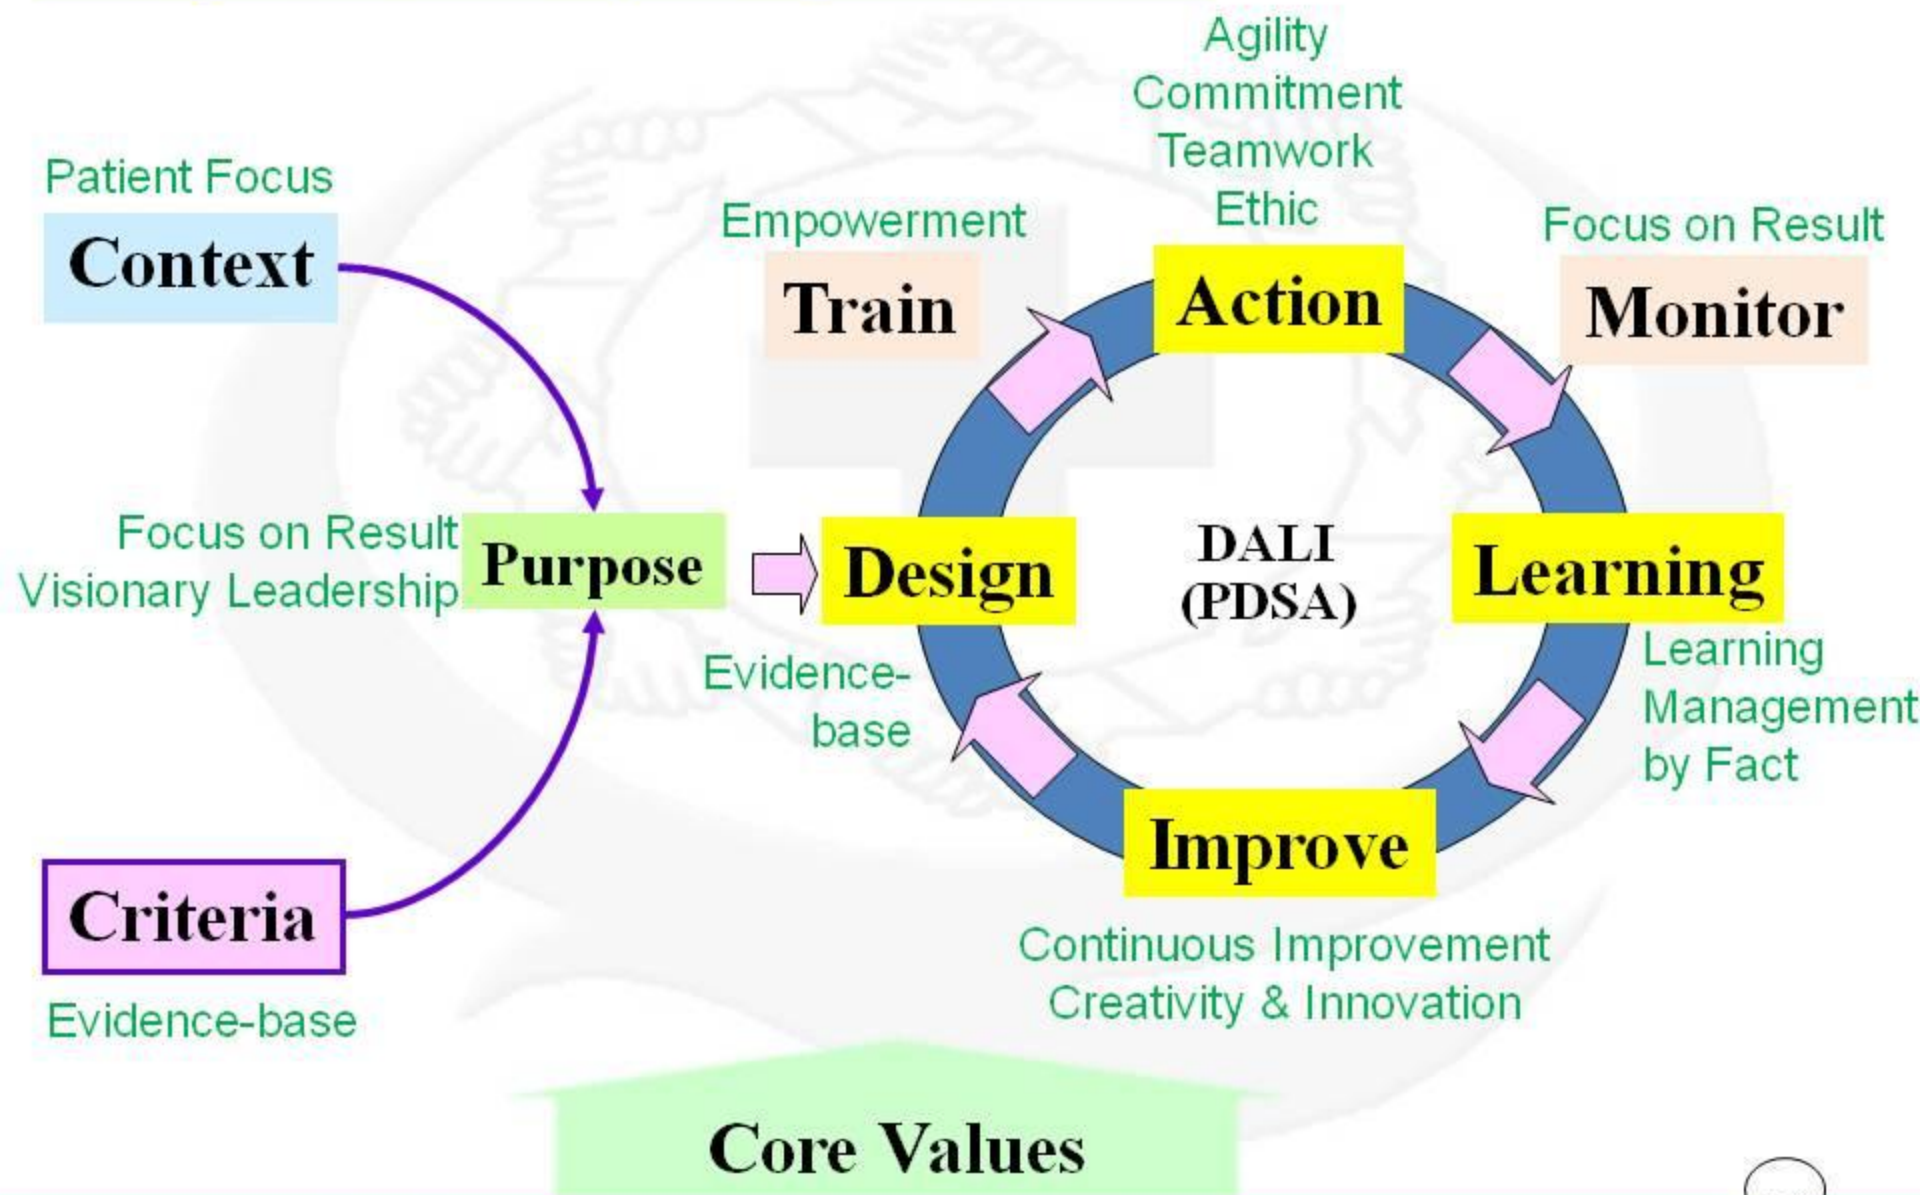 Agility
Commitment
Teamwork
Ethic
Patient Focus
Context
Empowerment
Train
Action
Focus on Result
Monitor
Focus on Result
Visionary Leadership
Purpose
Design
DALI
(PDSA)
Learning
Evidence-
base
Learning
Management
by Fact
Improve
Criteria
Evidence-base
Continuous Improvement
Creativity & Innovation
Core Values